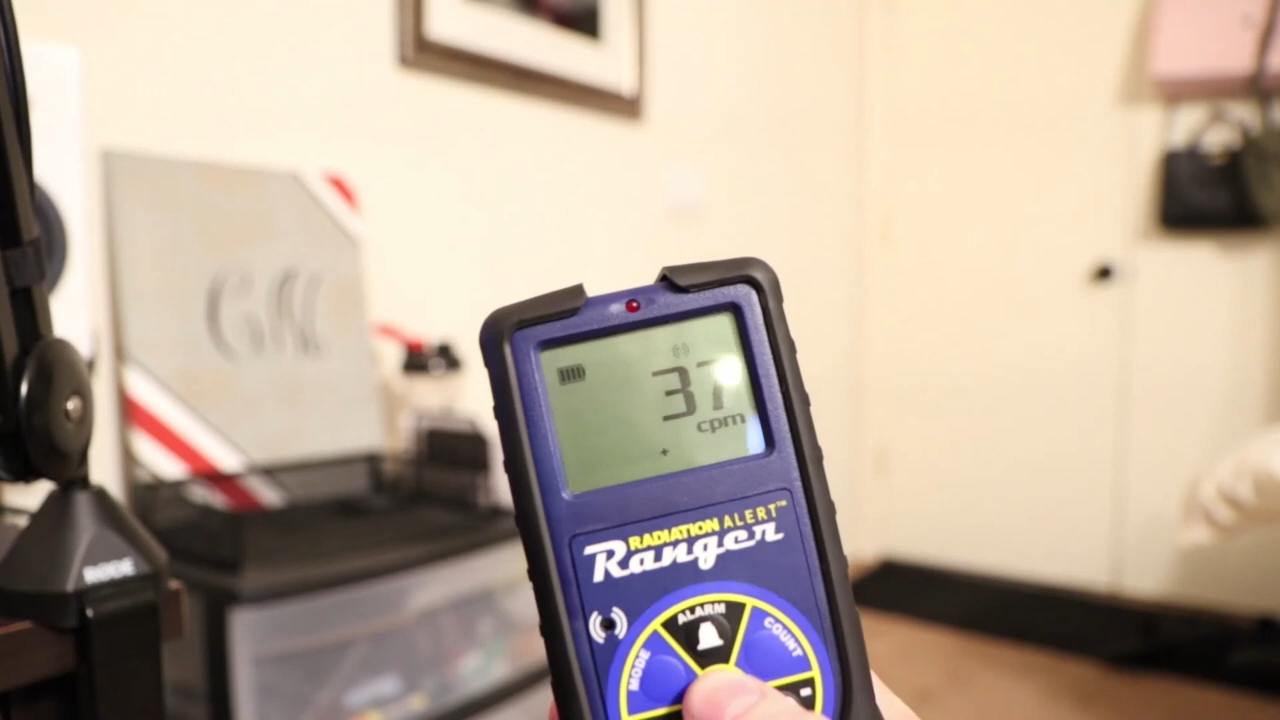 37
cpm
RADIATION ALERT™
Ranger
ALARM
MODE
COUNT
RODE